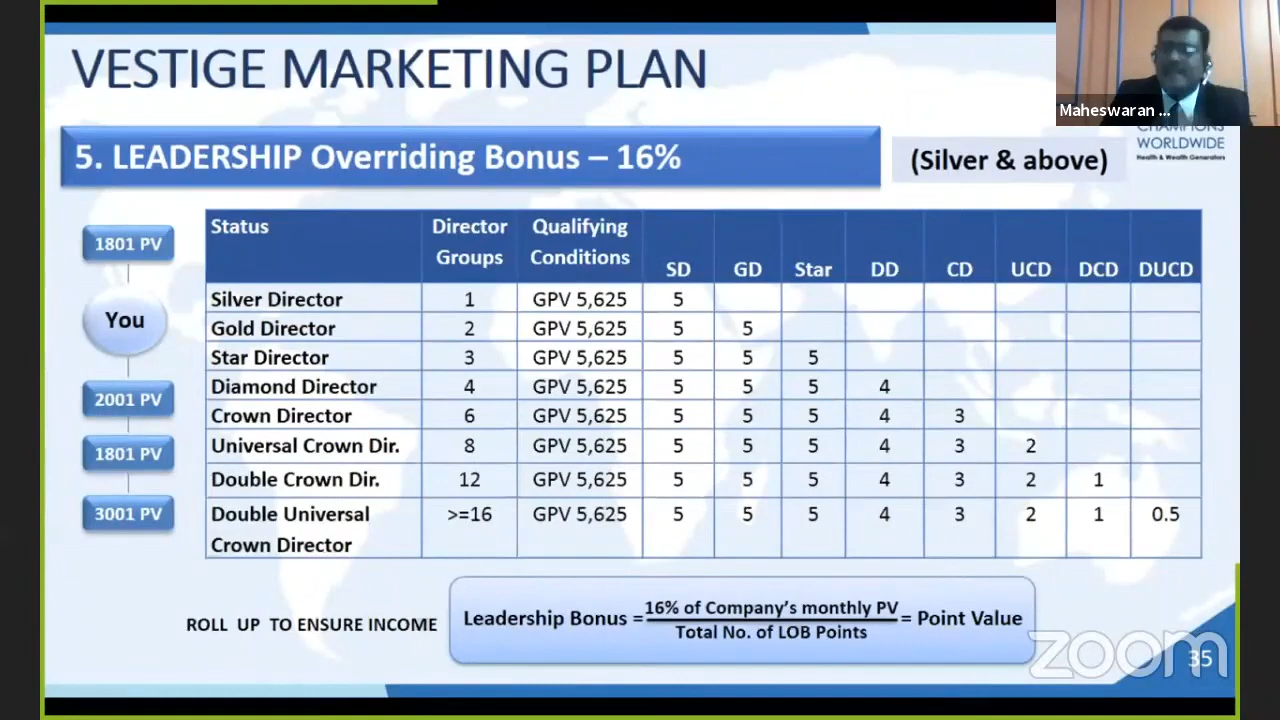 VESTIGE MARKETING PLAN
Maheswaran ...
CHAMPIONS
WORLDWIDE
Health & Wealth Generators
5. LEADERSHIP Overriding Bonus – 16%
(Silver & above)
1801 PV
You
2001 PV
1801 PV
3001 PV
Status Director Groups Qualifying Conditions SD GD Star DD CD UCD DCD DUCD
Silver Director 1 GPV 5,625 5
Gold Director 2 GPV 5,625 5 5
Star Director 3 GPV 5,625 5 5 5
Diamond Director 4 GPV 5,625 5 5 5 4
Crown Director 6 GPV 5,625 5 5 5 4 3
Universal Crown Dir. 8 GPV 5,625 5 5 5 4 3 2
Double Crown Dir. 12 GPV 5,625 5 5 5 4 3 2 1
Double Universal >=16 GPV 5,625 5 5 5 4 3 2 1 0.5
Crown Director
ROLL UP TO ENSURE INCOME
Leadership Bonus = 16% of Company's monthly PV = Point Value
Total No. of LOB Points
zoom
35